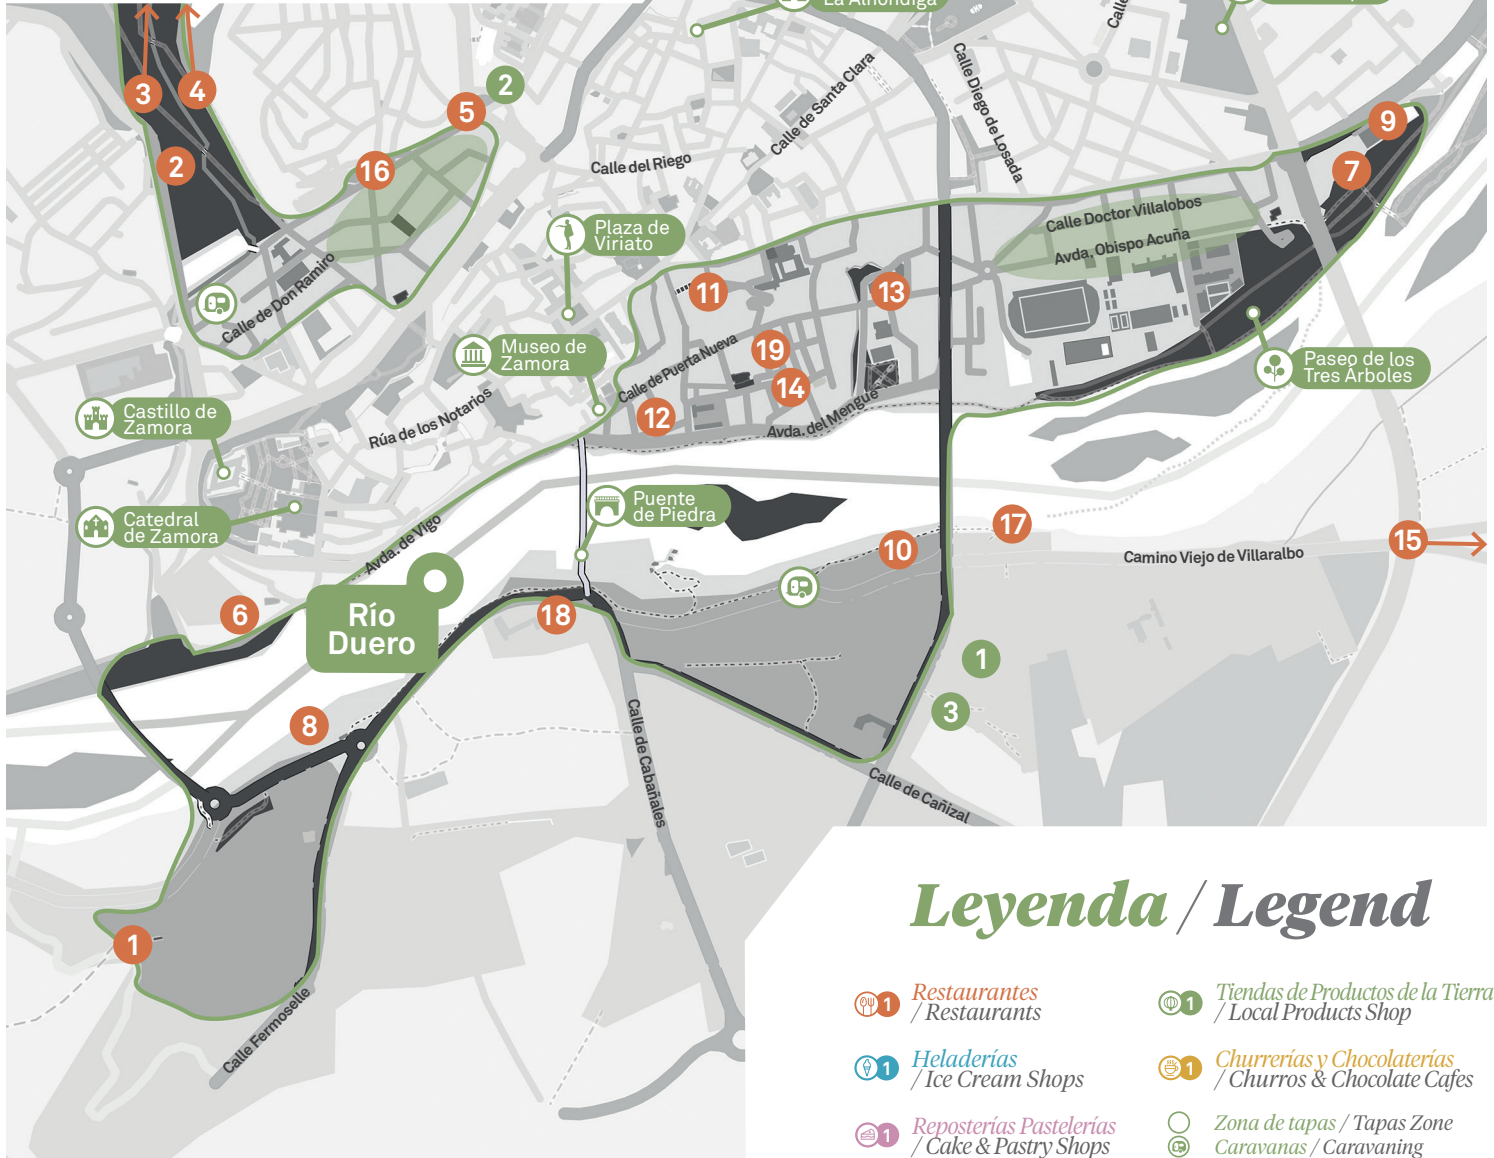 La Alhóndiga
Calle
3
4
2
5
16
2
Calle del Riego
Calle de Santa Clara
Calle Diego de Losada
9
7
Calle Doctor Villalobos
Avda. Obispo Acuña
Plaza de
Viriato
Calle de Don Ramiro
11
13
Museo de
Zamora
Calle de Puerta Nueva
19
14
12
Avda. del Mengue
Paseo de los
Tres Árboles
Castillo de
Zamora
Rúa de los Notarios
Catedral
de Zamora
Avda. de Vigo
Puente
de Piedra
10
17
Camino Viejo de Villaralbo
15
6
Río
Duero
18
1
3
8
Calle de Cabañales
Calle de Cañizal
1
Calle Fermoselle
Leyenda / Legend
1 Restaurantes
/ Restaurants
1 Tiendas de Productos de la Tierra
/ Local Products Shop
1 Heladerías
/ Ice Cream Shops
1 Churrerías y Chocolaterías
/ Churros & Chocolate Cafes
1 Reposterías Pastelerías
/ Cake & Pastry Shops
Zona de tapas / Tapas Zone
Caravanas / Caravaning